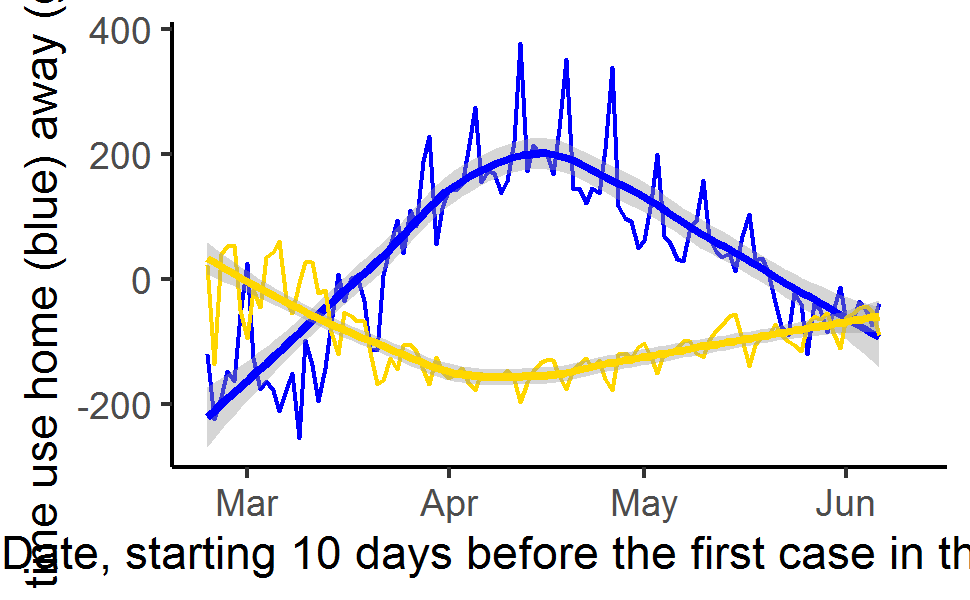 time use home (blue) away (
400
200
0
-200
Mar Apr May Jun
Date, starting 10 days before the first case in th